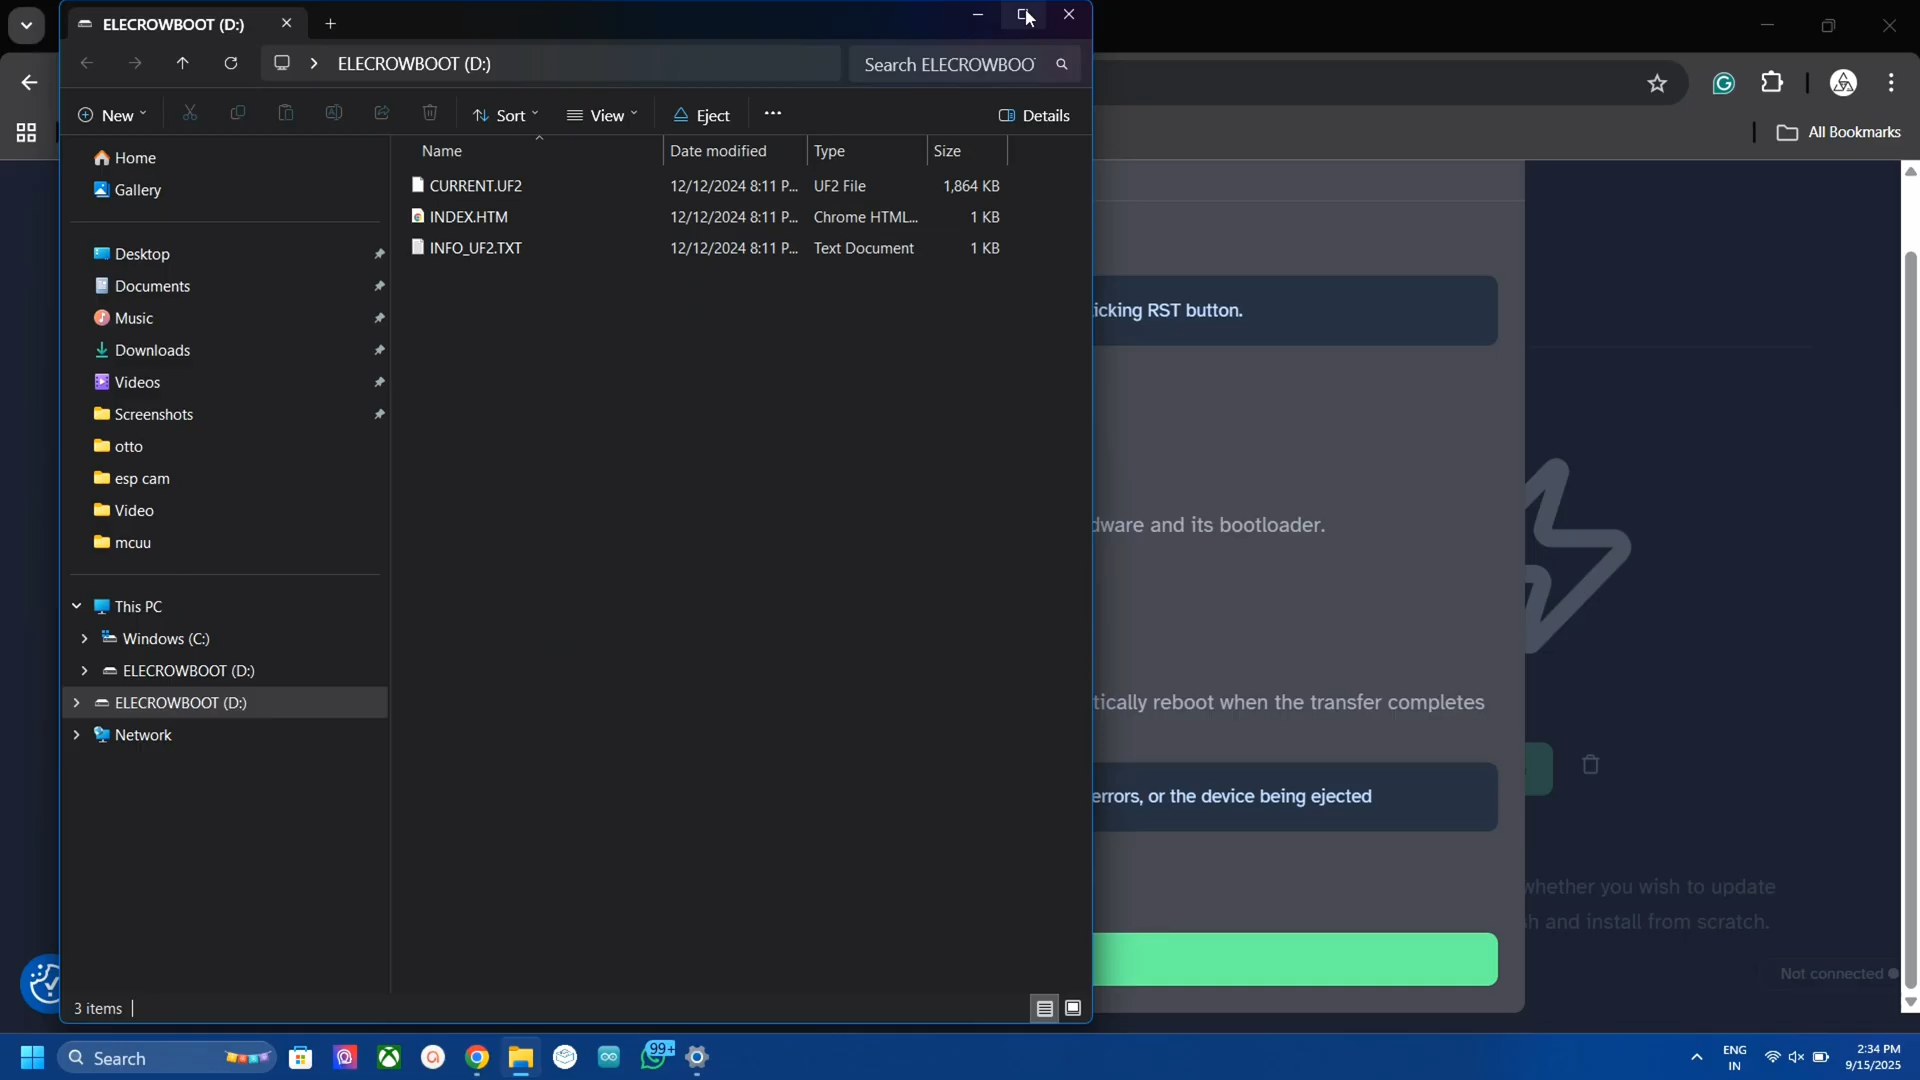 ELECROWBOOT (D:)
ELECROWBOOT (D:)
Search ELECROWBOO
New
Sort
View
Eject
Details
All Bookmarks
Name
Date modified
Type
Size
CURRENT.UF2 12/12/2024 8:11 P... UF2 File 1,864 KB
INDEX.HTM 12/12/2024 8:11 P... Chrome HTML... 1 KB
INFO_UF2.TXT 12/12/2024 8:11 P... Text Document 1 KB
Home
Gallery
Desktop
Documents
Music
Downloads
Videos
Screenshots
otto
esp cam
Video
mcuu
This PC
Windows (C:)
ELECROWBOOT (D:)
ELECROWBOOT (D:)
Network
3 items
icking RST button.
dware and its bootloader.
tically reboot when the transfer completes
errors, or the device being ejected
whether you wish to update
h and install from scratch.
Not connected
Search
99+
ENG
IN
2:34 PM
9/15/2025